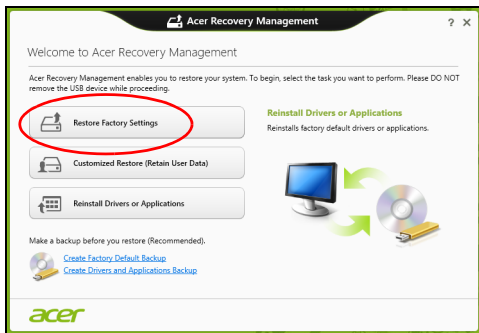 Acer Recovery Management
? ×
Welcome to Acer Recovery Management
Acer Recovery Management enables you to restore your system. To begin, select the task you want to perform. Please DO NOT
remove the USB device while proceeding.
Restore Factory Settings
Customized Restore (Retain User Data)
Reinstall Drivers or Applications
Reinstall Drivers or Applications
Reinstalls factory default drivers or applications.
Make a backup before you restore (Recommended).
Create Factory Default Backup
Create Drivers and Applications Backup
acer